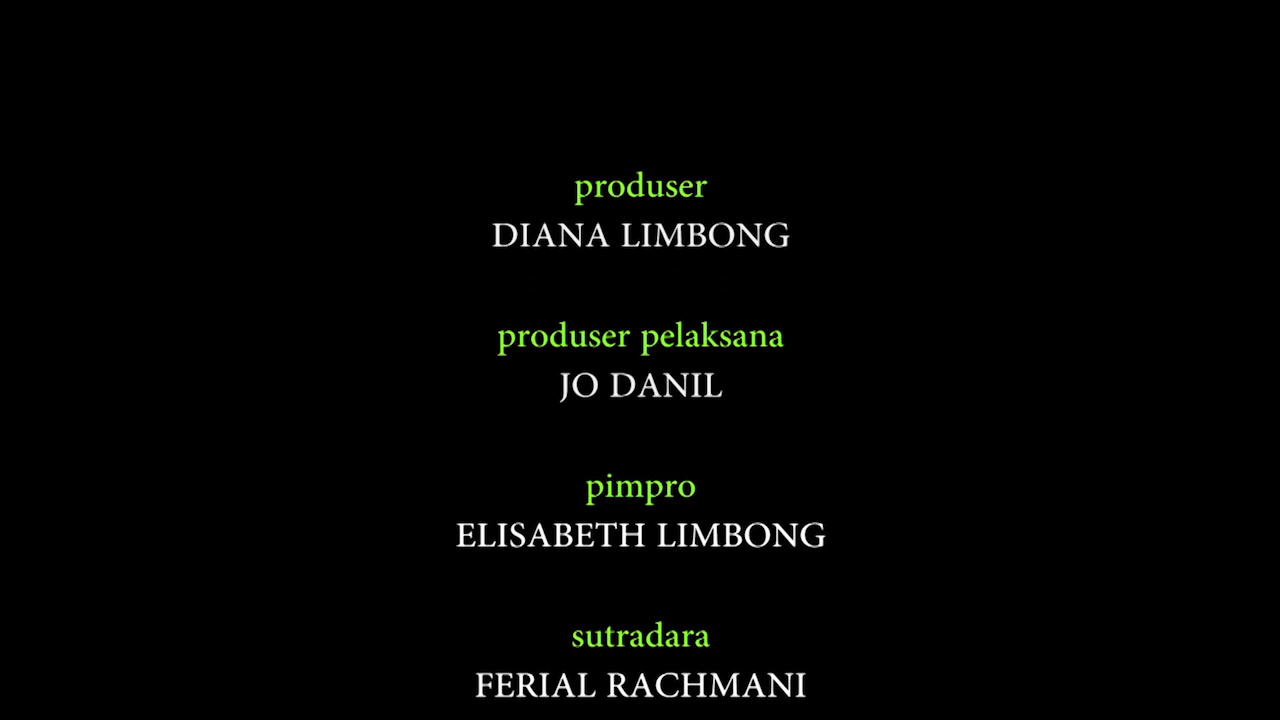 produser
DIANA LIMBONG
produser pelaksana
JO DANIL
pimpro
ELISABETH LIMBONG
sutradara
FERIAL RACHMANI